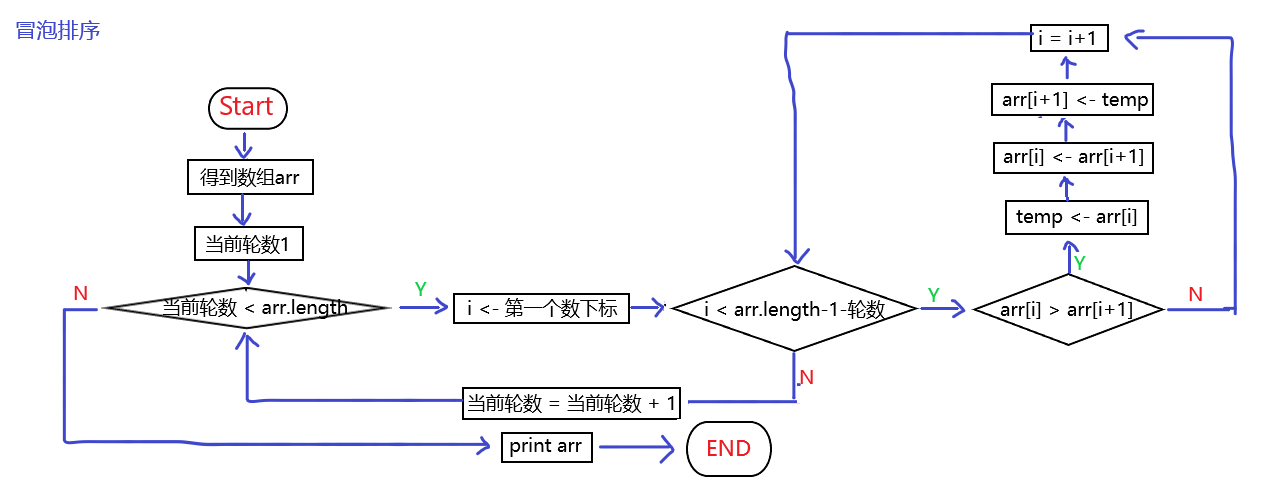 冒泡排序
Start
得到数组arr
当前轮数1
当前轮数 < arr.length
N
Y
i <- 第一个数下标
i < arr.length-1-轮数
Y
N
arr[i] > arr[i+1]
Y
N
temp <- arr[i]
arr[i] <- arr[i+1]
arr[i+1] <- temp
i = i+1
当前轮数 = 当前轮数 + 1
print arr
END